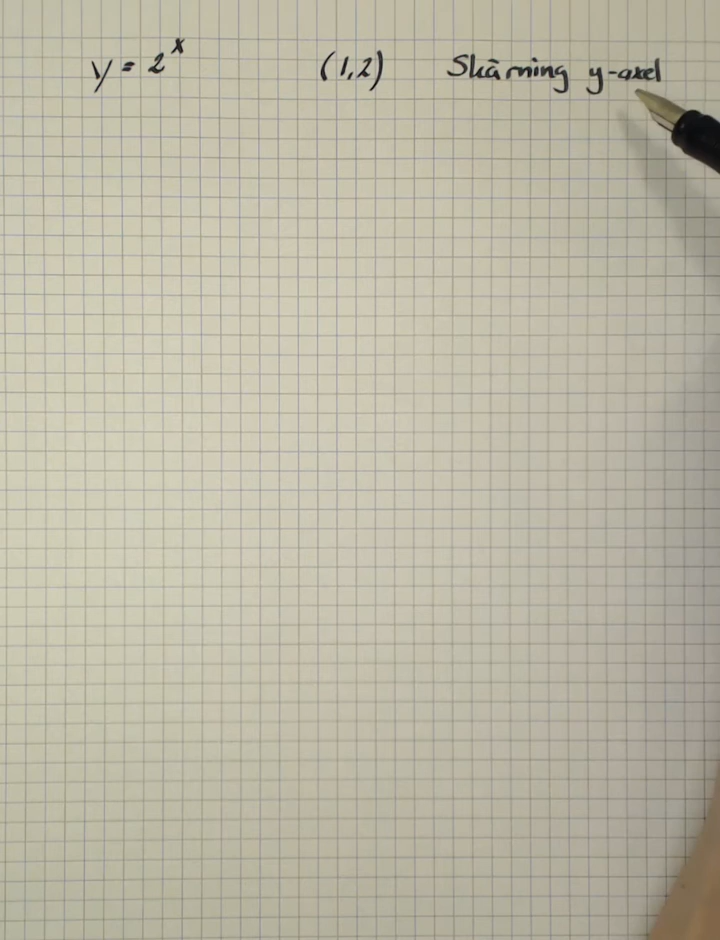 y = 2^x (1,2) Skärning y-axel